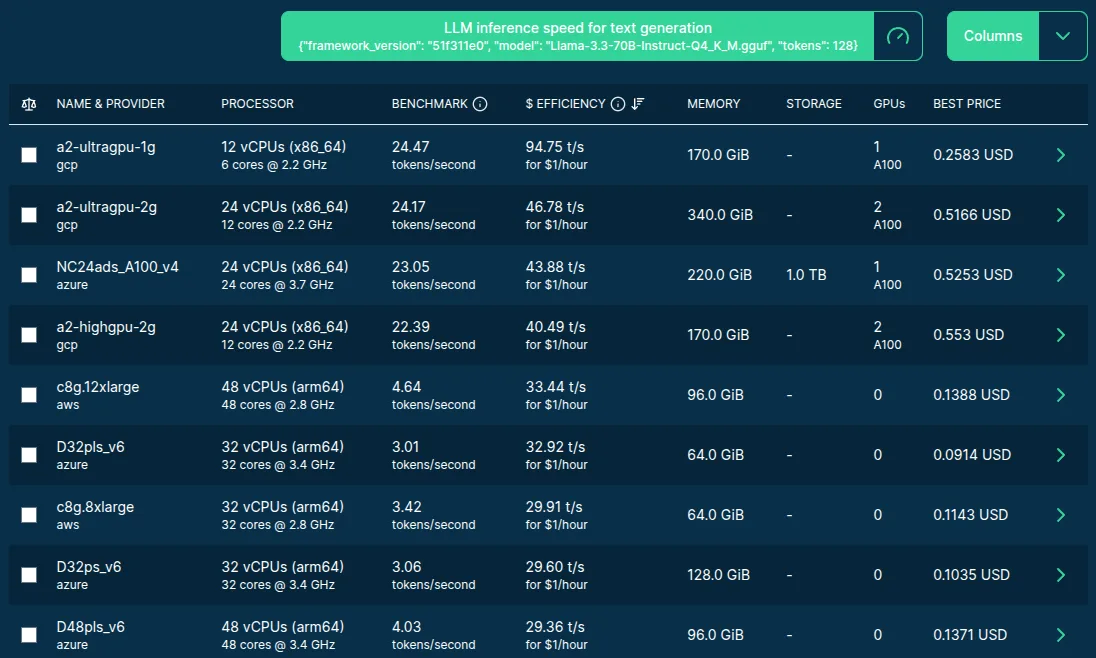 LLM inference speed for text generation
{"framework_version": "51f311e0", "model": "Llama-3.3-70B-Instruct-Q4_K_M.gguf", "tokens": 128}
Columns
NAME & PROVIDER PROCESSOR BENCHMARK $ EFFICIENCY MEMORY STORAGE GPUs BEST PRICE
a2-ultragpu-1g 12 vCPUs (x86_64) 24.47 94.75 t/s 170.0 GiB - 1 0.2583 USD
gcp 6 cores @ 2.2 GHz tokens/second for $1/hour A100
a2-ultragpu-2g 24 vCPUs (x86_64) 24.17 46.78 t/s 340.0 GiB - 2 0.5166 USD
gcp 12 cores @ 2.2 GHz tokens/second for $1/hour A100
NC24ads_A100_v4 24 vCPUs (x86_64) 23.05 43.88 t/s 220.0 GiB 1.0 TB 1 0.5253 USD
azure 24 cores @ 3.7 GHz tokens/second for $1/hour A100
a2-highgpu-2g 24 vCPUs (x86_64) 22.39 40.49 t/s 170.0 GiB - 2 0.553 USD
gcp 12 cores @ 2.2 GHz tokens/second for $1/hour A100
c8g.12xlarge 48 vCPUs (arm64) 4.64 33.44 t/s 96.0 GiB - 0 0.1388 USD
aws 48 cores @ 2.8 GHz tokens/second for $1/hour
D32pls_v6 32 vCPUs (arm64) 3.01 32.92 t/s 64.0 GiB - 0 0.0914 USD
azure 32 cores @ 3.4 GHz tokens/second for $1/hour
c8g.8xlarge 32 vCPUs (arm64) 3.42 29.91 t/s 64.0 GiB - 0 0.1143 USD
aws 32 cores @ 2.8 GHz tokens/second for $1/hour
D32ps_v6 32 vCPUs (arm64) 3.06 29.60 t/s 128.0 GiB - 0 0.1035 USD
azure 32 cores @ 3.4 GHz tokens/second for $1/hour
D48pls_v6 48 vCPUs (arm64) 4.03 29.36 t/s 96.0 GiB - 0 0.1371 USD
azure 48 cores @ 3.4 GHz tokens/second for $1/hour